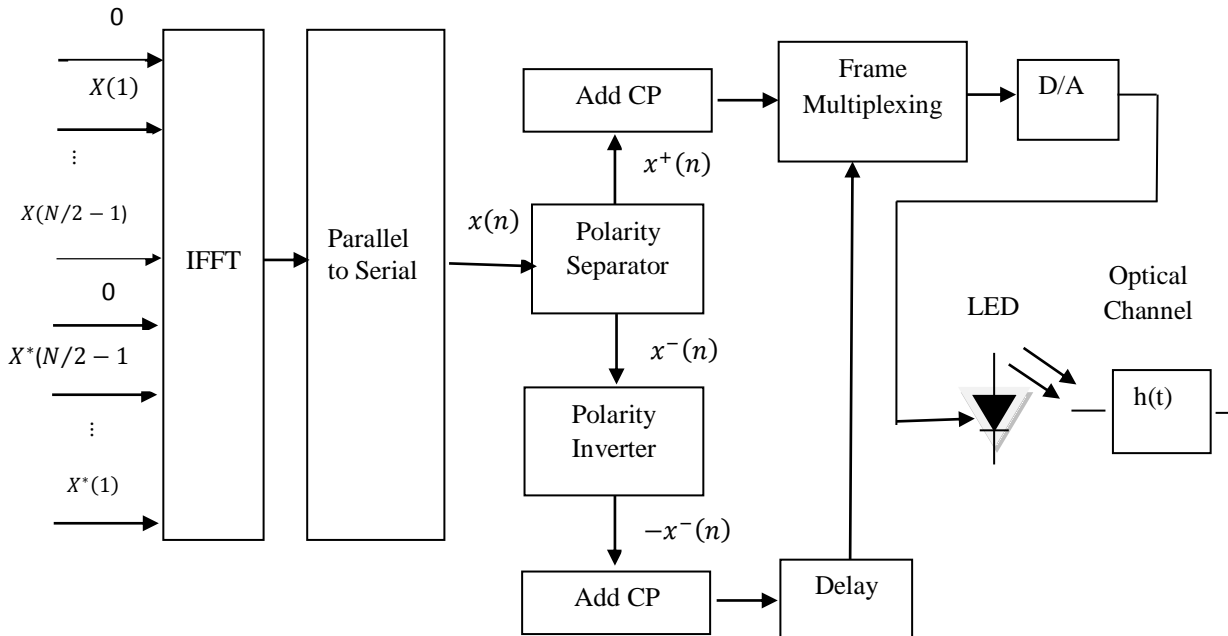 0
X(1)
⋮
X(N/2 − 1)
0
X*(N/2 − 1
⋮
X*(1)
IFFT
Parallel
to Serial
x(n)
Add CP
x⁺(n)
Polarity
Separator
x⁻(n)
Polarity
Inverter
−x⁻(n)
Add CP
Delay
Frame
Multiplexing
D/A
LED
Optical
Channel
h(t)